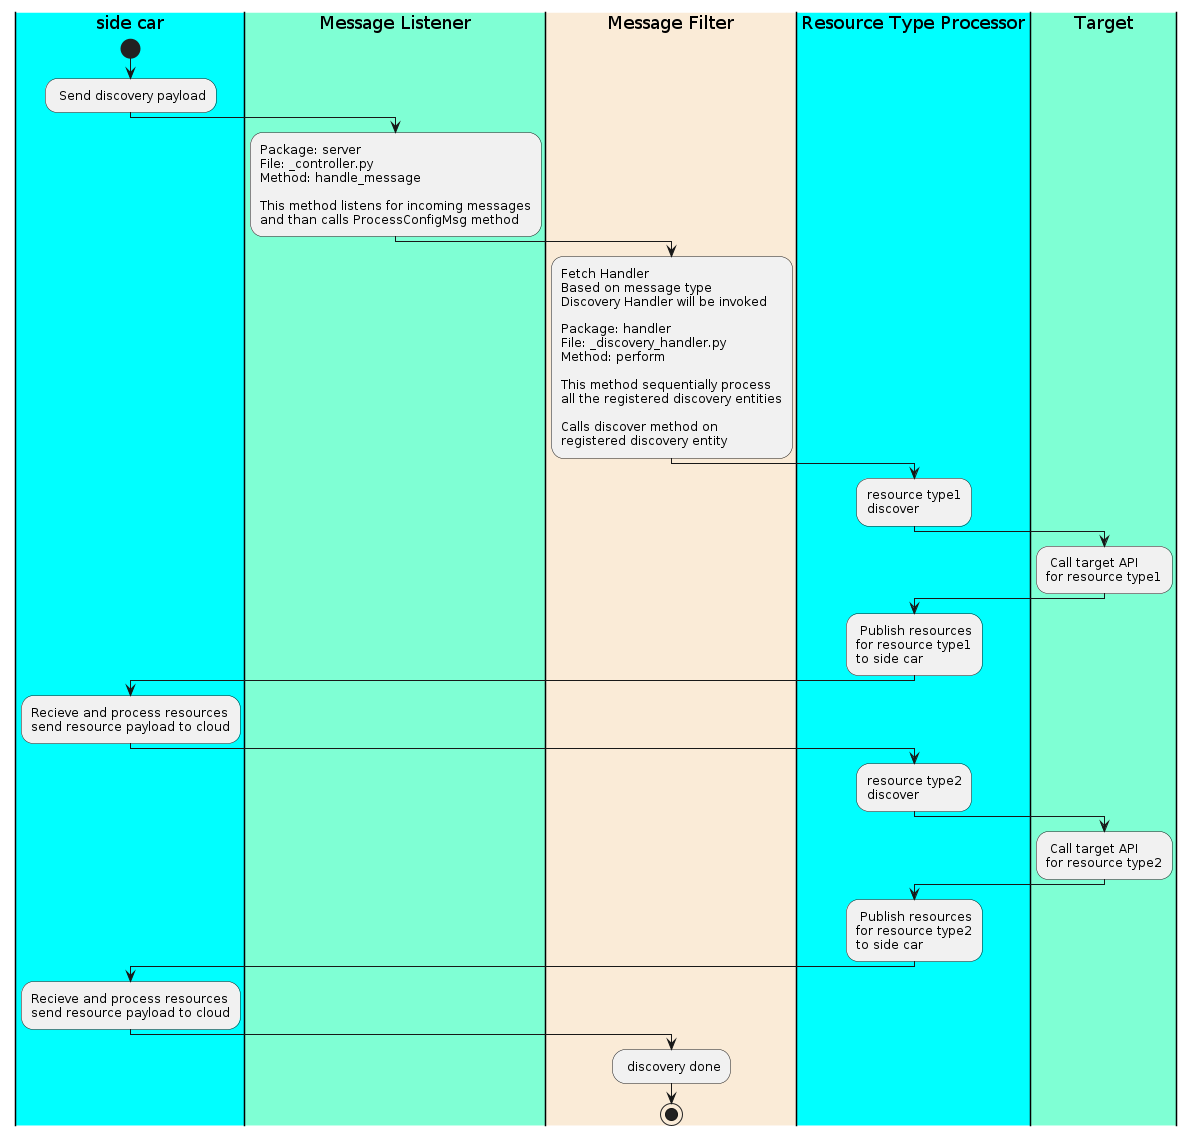 side car
Message Listener
Message Filter
Resource Type Processor
Target
Send discovery payload
Package: server
File: _controller.py
Method: handle_message
This method listens for incoming messages
and than calls ProcessConfigMsg method
Fetch Handler
Based on message type
Discovery Handler will be invoked
Package: handler
File: _discovery_handler.py
Method: perform
This method sequentially process
all the registered discovery entities
Calls discover method on
registered discovery entity
resource type1
discover
Call target API
for resource type1
Publish resources
for resource type1
to side car
Recieve and process resources
send resource payload to cloud
resource type2
discover
Call target API
for resource type2
Publish resources
for resource type2
to side car
Recieve and process resources
send resource payload to cloud
discovery done